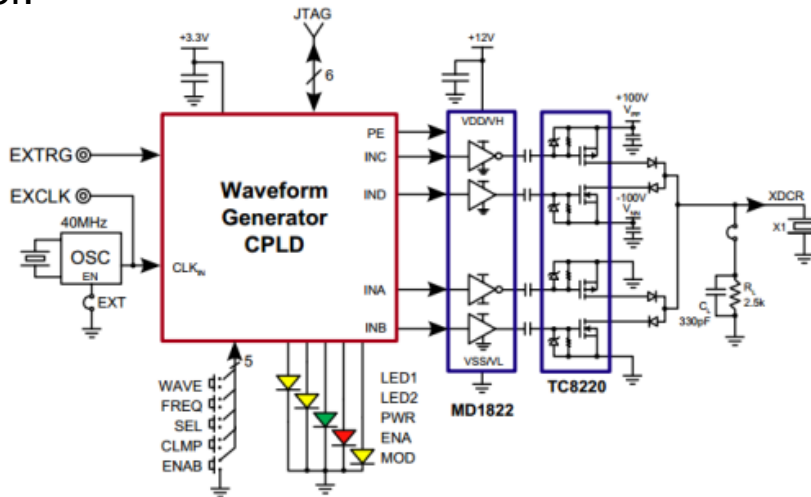 +3.3V
JTAG
6
+12V
EXTRG
EXCLK
40MHz
OSC
EN
EXT
CLKIN
Waveform
Generator
CPLD
PE
INC
IND
INA
INB
VDD/VH
VSS/VL
MD1822
+100V
VPP
-100V
VNN
TC8220
XDCR
X1
RL
2.5k
CL
330pF
5
WAVE
FREQ
SEL
CLMP
ENAB
LED1
LED2
PWR
ENA
MOD